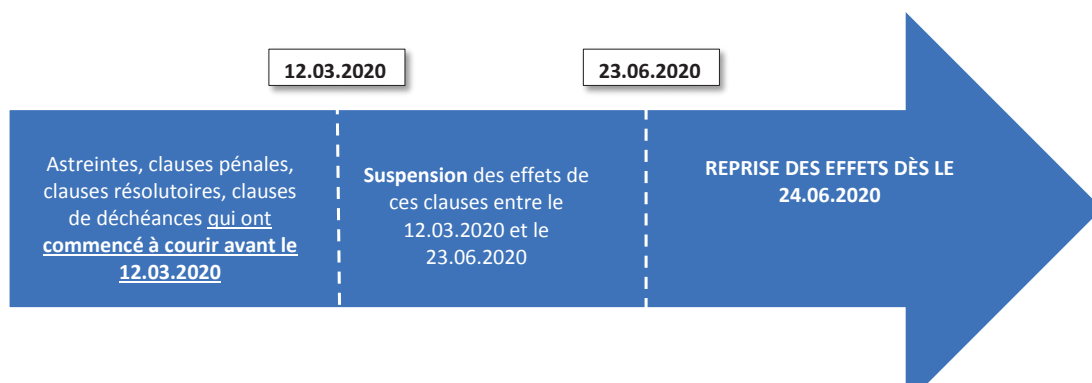 12.03.2020
23.06.2020
Astreintes, clauses pénales,
clauses résolutoires, clauses
de déchéances qui ont
commencé à courir avant le
12.03.2020
Suspension des effets de
ces clauses entre le
12.03.2020 et le
23.06.2020
REPRISE DES EFFETS DÈS LE
24.06.2020